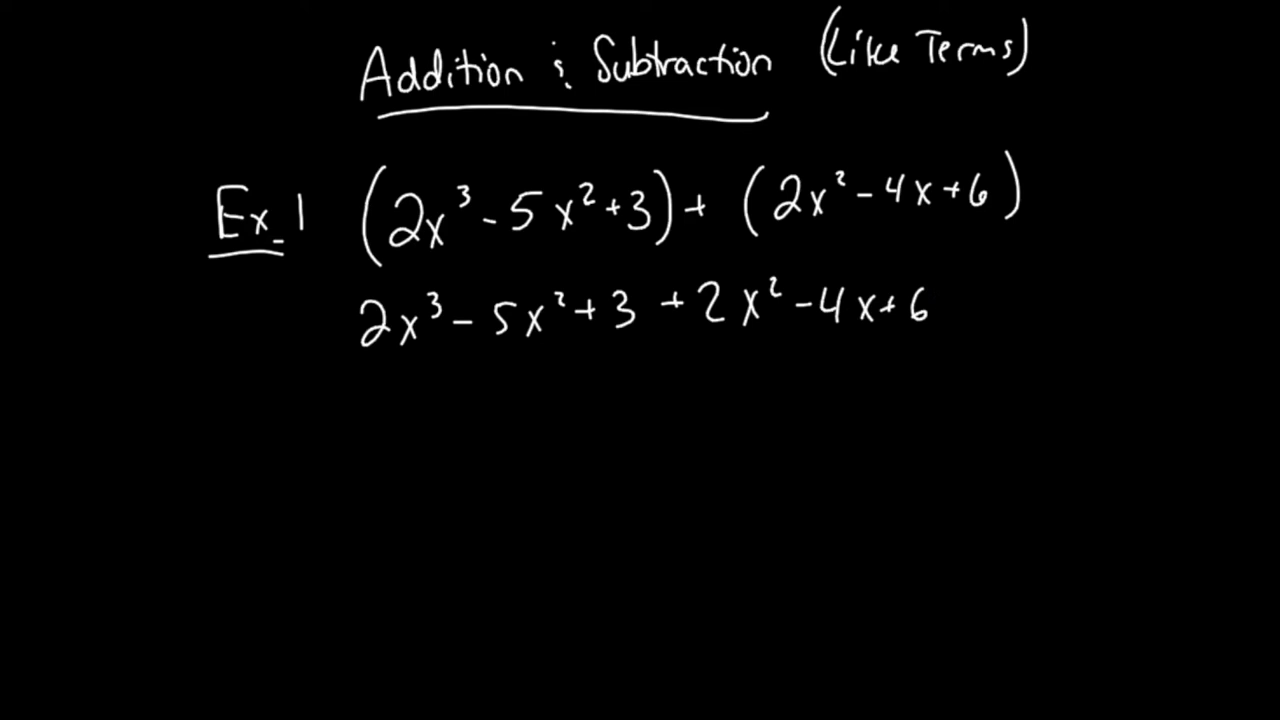 Addition & Subtraction (Like Terms)
Ex. 1 (2x³ - 5x² + 3) + (2x² - 4x + 6)
2x³ - 5x² + 3 + 2x² - 4x + 6